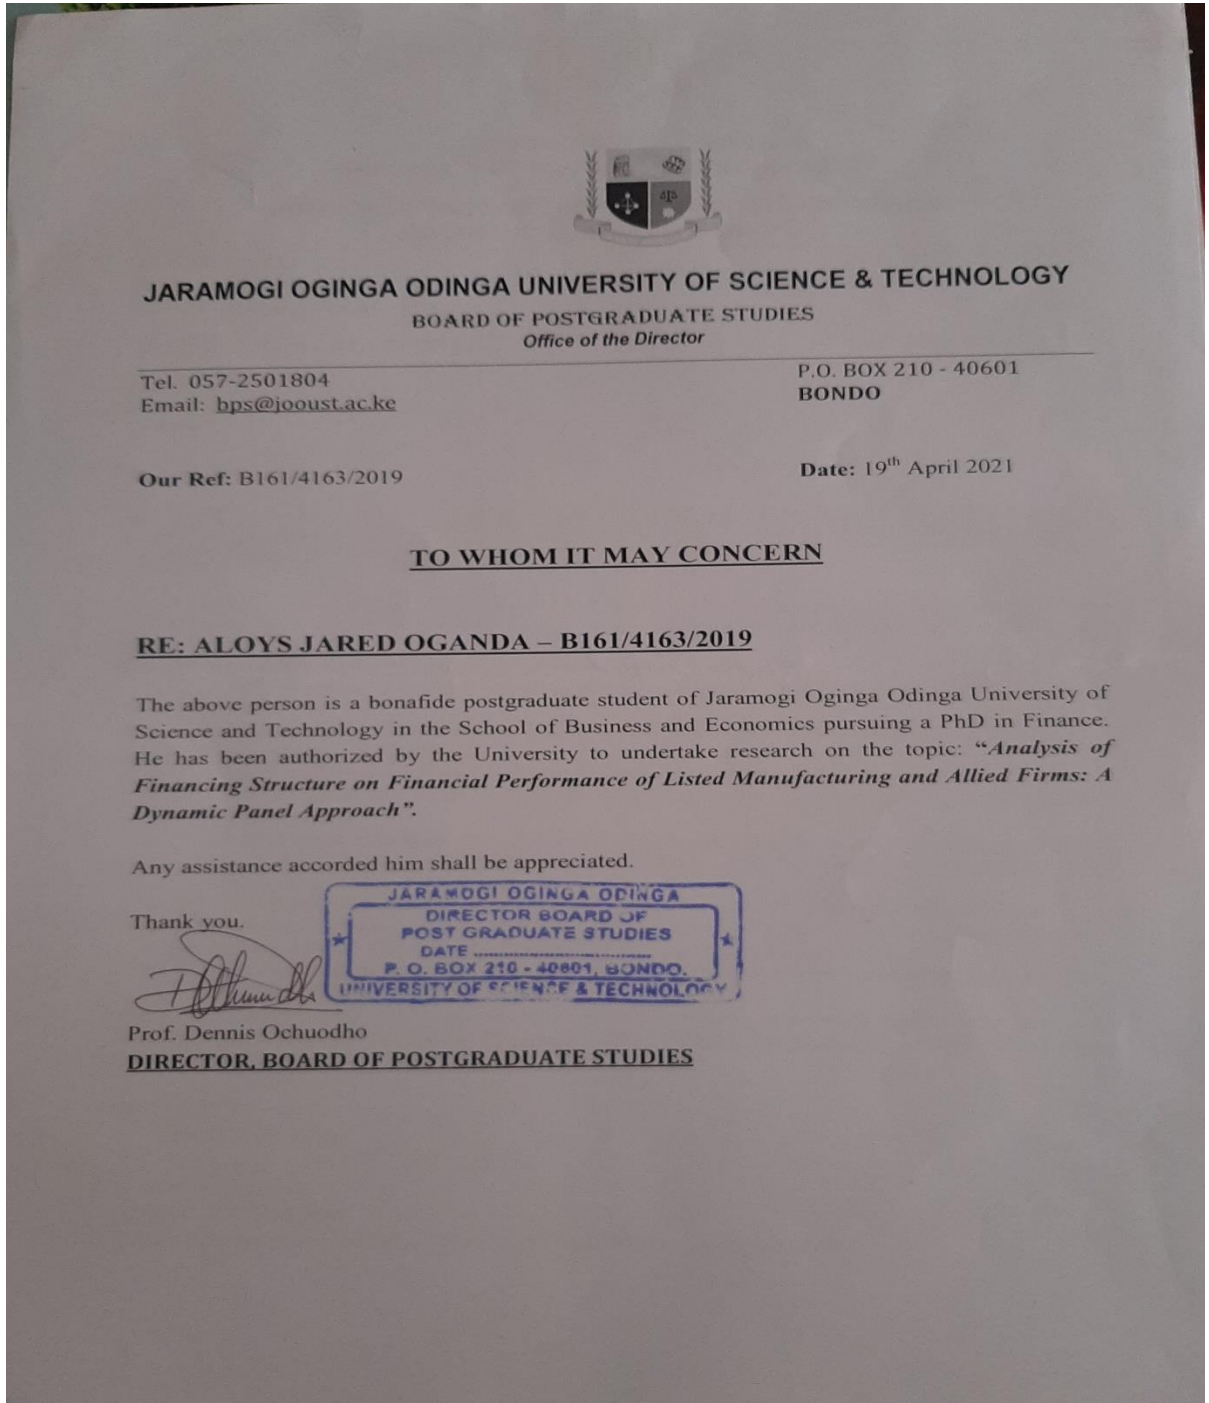 JARAMOGI OGINGA ODINGA UNIVERSITY OF SCIENCE & TECHNOLOGY
BOARD OF POSTGRADUATE STUDIES
Office of the Director
Tel. 057-2501804
Email: bps@jooust.ac.ke
P.O. BOX 210 - 40601
BONDO
Our Ref: B161/4163/2019
Date: 19th April 2021
TO WHOM IT MAY CONCERN
RE: ALOYS JARED OGANDA – B161/4163/2019
The above person is a bonafide postgraduate student of Jaramogi Oginga Odinga University of
Science and Technology in the School of Business and Economics pursuing a PhD in Finance.
He has been authorized by the University to undertake research on the topic: “Analysis of
Financing Structure on Financial Performance of Listed Manufacturing and Allied Firms: A
Dynamic Panel Approach”.
Any assistance accorded him shall be appreciated.
Thank you.
JARAMOGI OGINGA ODINGA
DIRECTOR BOARD OF
POST GRADUATE STUDIES
DATE ................................
P. O. BOX 210 - 40601, BONDO.
UNIVERSITY OF SCIENCE & TECHNOLOGY
Prof. Dennis Ochuodho
DIRECTOR, BOARD OF POSTGRADUATE STUDIES